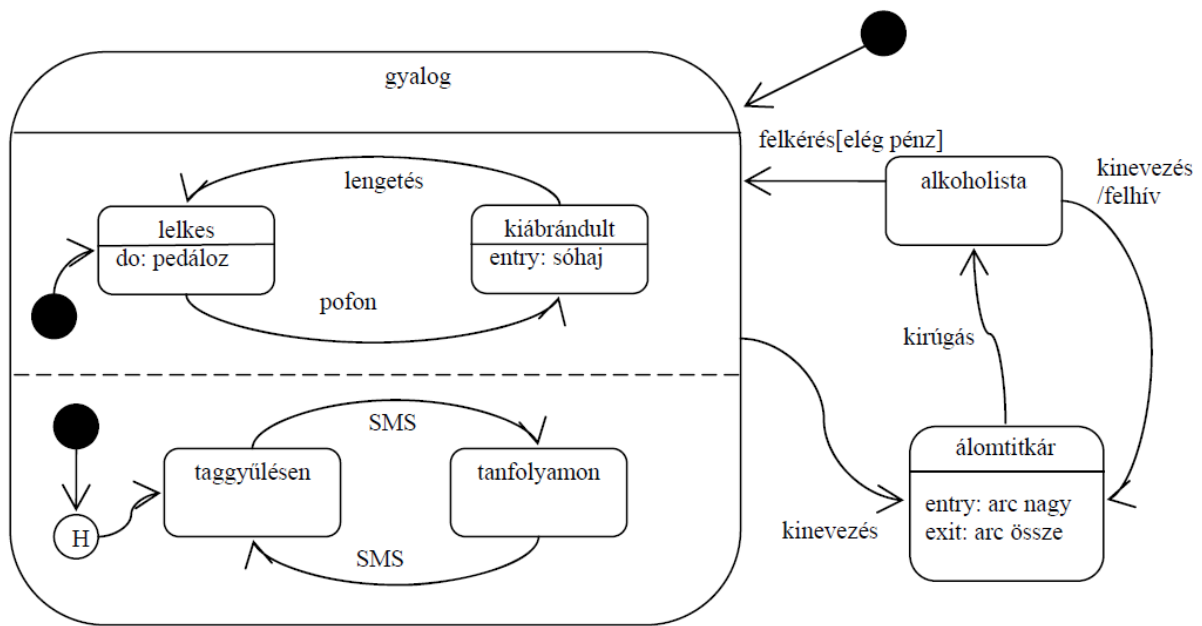 gyalog
felkérés[elég pénz]
alkoholista
kinevezés
/felhív
lengetés
lelkes
do: pedáloz
kiábrándult
entry: sóhaj
pofon
kirúgás
SMS
taggyűlésen
tanfolyamon
H
SMS
kinevezés
álomtitkár
entry: arc nagy
exit: arc össze